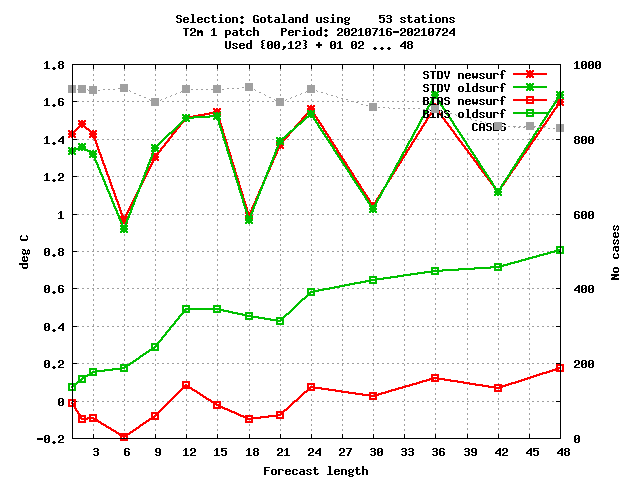 Selection: Gotaland using    53 stations
T2m 1 patch   Period: 20210716-20210724
Used {00,12} + 01 02 ... 48
STDV newsurf
STDV oldsurf
BIAS newsurf
BIAS oldsurf
CASES
1.8
1.6
1.4
1.2
1
0.8
0.6
0.4
0.2
0
-0.2
1000
800
600
400
200
0
deg C
No cases
3 6 9 12 15 18 21 24 27 30 33 36 39 42 45 48
Forecast length